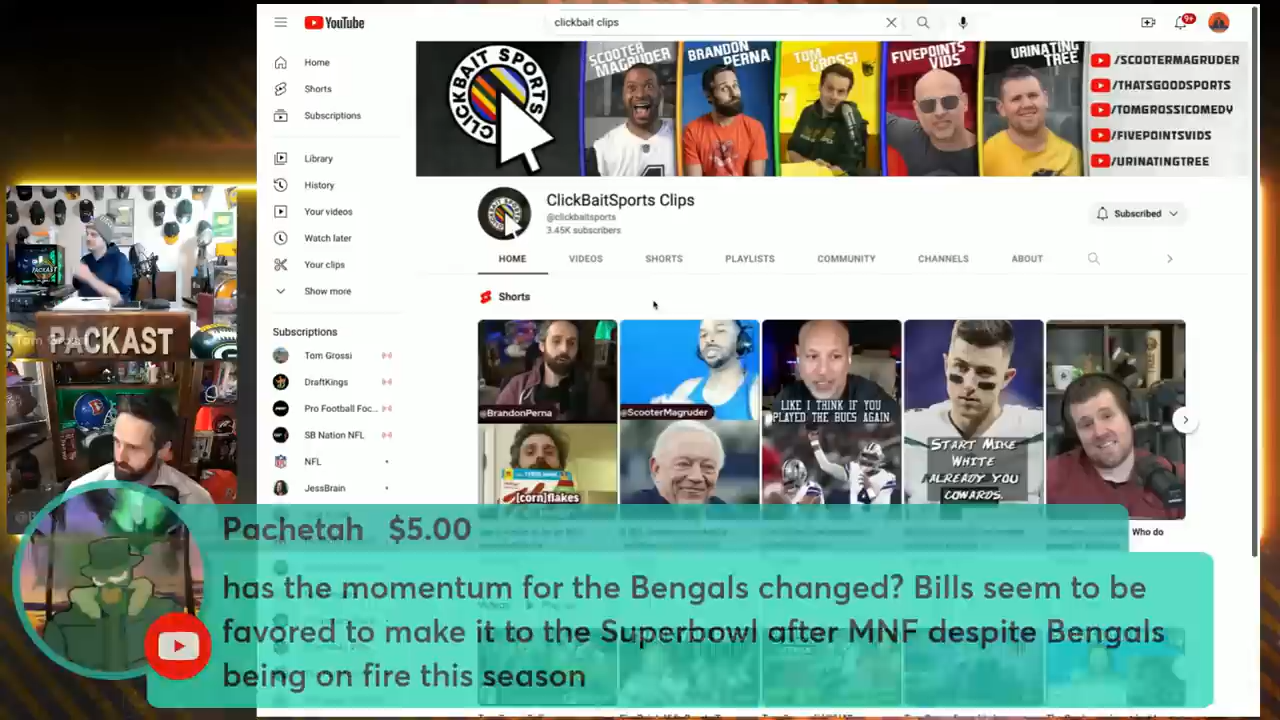 YouTube
clickbait clips
9+
Home
Shorts
Subscriptions
Library
History
Your videos
Watch later
Your clips
Show more
Subscriptions
Tom Grossi
DraftKings
Pro Football Foc...
SB Nation NFL
NFL
JessBrain
CLICKBAIT SPORTS
SCOOTER
MAGRUDER
BRANDON
PERNA
TOM
GROSSI
FIVEPOINTS
VIDS
URINATING
TREE
/SCOOTERMAGRUDER
/THATSGOODSPORTS
/TOMGROSSICOMEDY
/FIVEPOINTSVIDS
/URINATINGTREE
ClickBaitSports Clips
@clickbaitsports
3.45K subscribers
Subscribed
HOME
VIDEOS
SHORTS
PLAYLISTS
COMMUNITY
CHANNELS
ABOUT
Shorts
@BrandonPerna
[corn]flakes
@ScooterMagruder
LIKE I THINK IF YOU
PLAYED THE BUCS AGAIN
START MIKE
WHITE
ALREADY YOU
COWARDS.
Who do
PACKAST
PACKAST
Pachetah $5.00
has the momentum for the Bengals changed? Bills seem to be
favored to make it to the Superbowl after MNF despite Bengals
being on fire this season